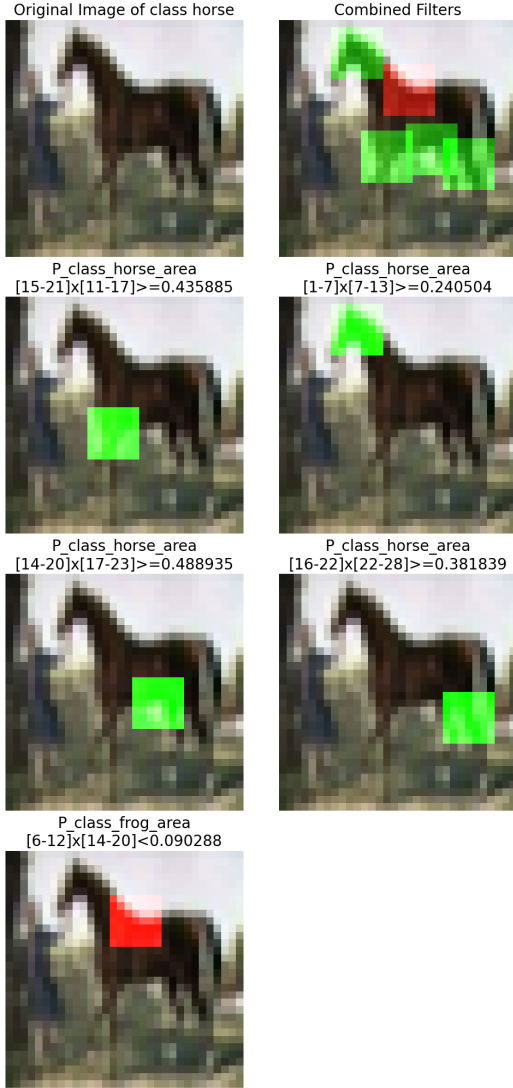 Original Image of class horse
Combined Filters
P_class_horse_area
[15-21]x[11-17]>=0.435885
P_class_horse_area
[1-7]x[7-13]>=0.240504
P_class_horse_area
[14-20]x[17-23]>=0.488935
P_class_horse_area
[16-22]x[22-28]>=0.381839
P_class_frog_area
[6-12]x[14-20]<0.090288